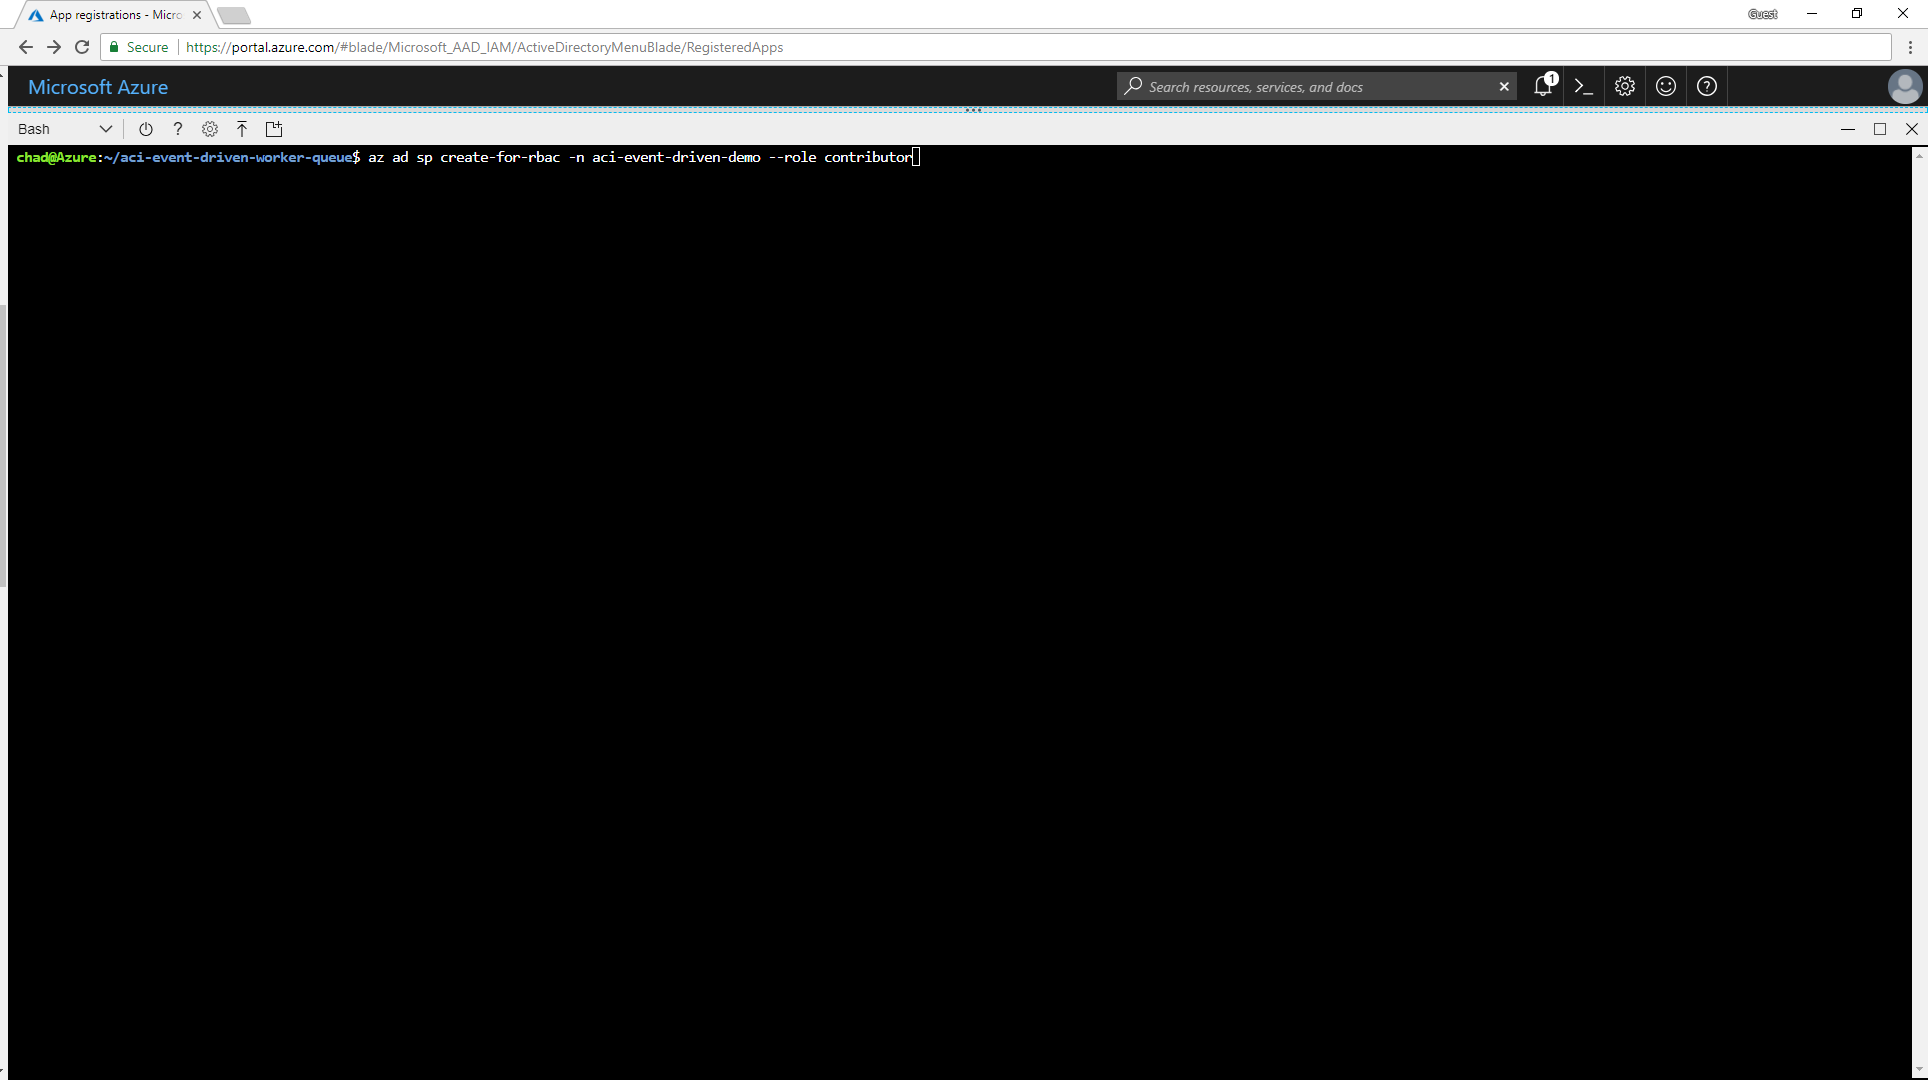 App registrations - Micro
Guest
Secure
https://portal.azure.com/#blade/Microsoft_AAD_IAM/ActiveDirectoryMenuBlade/RegisteredApps
Microsoft Azure
Search resources, services, and docs
1
Bash
chad@Azure:~/aci-event-driven-worker-queue$ az ad sp create-for-rbac -n aci-event-driven-demo --role contributor